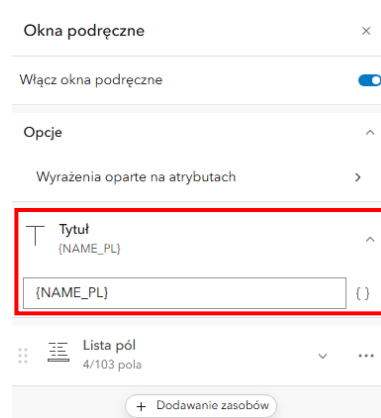 Okna podręczne
Włącz okna podręczne
Opcje
Wyrażenia oparte na atrybutach
Tytuł
{NAME_PL}
{NAME_PL}
{ }
Lista pól
4/103 pola
+ Dodawanie zasobów